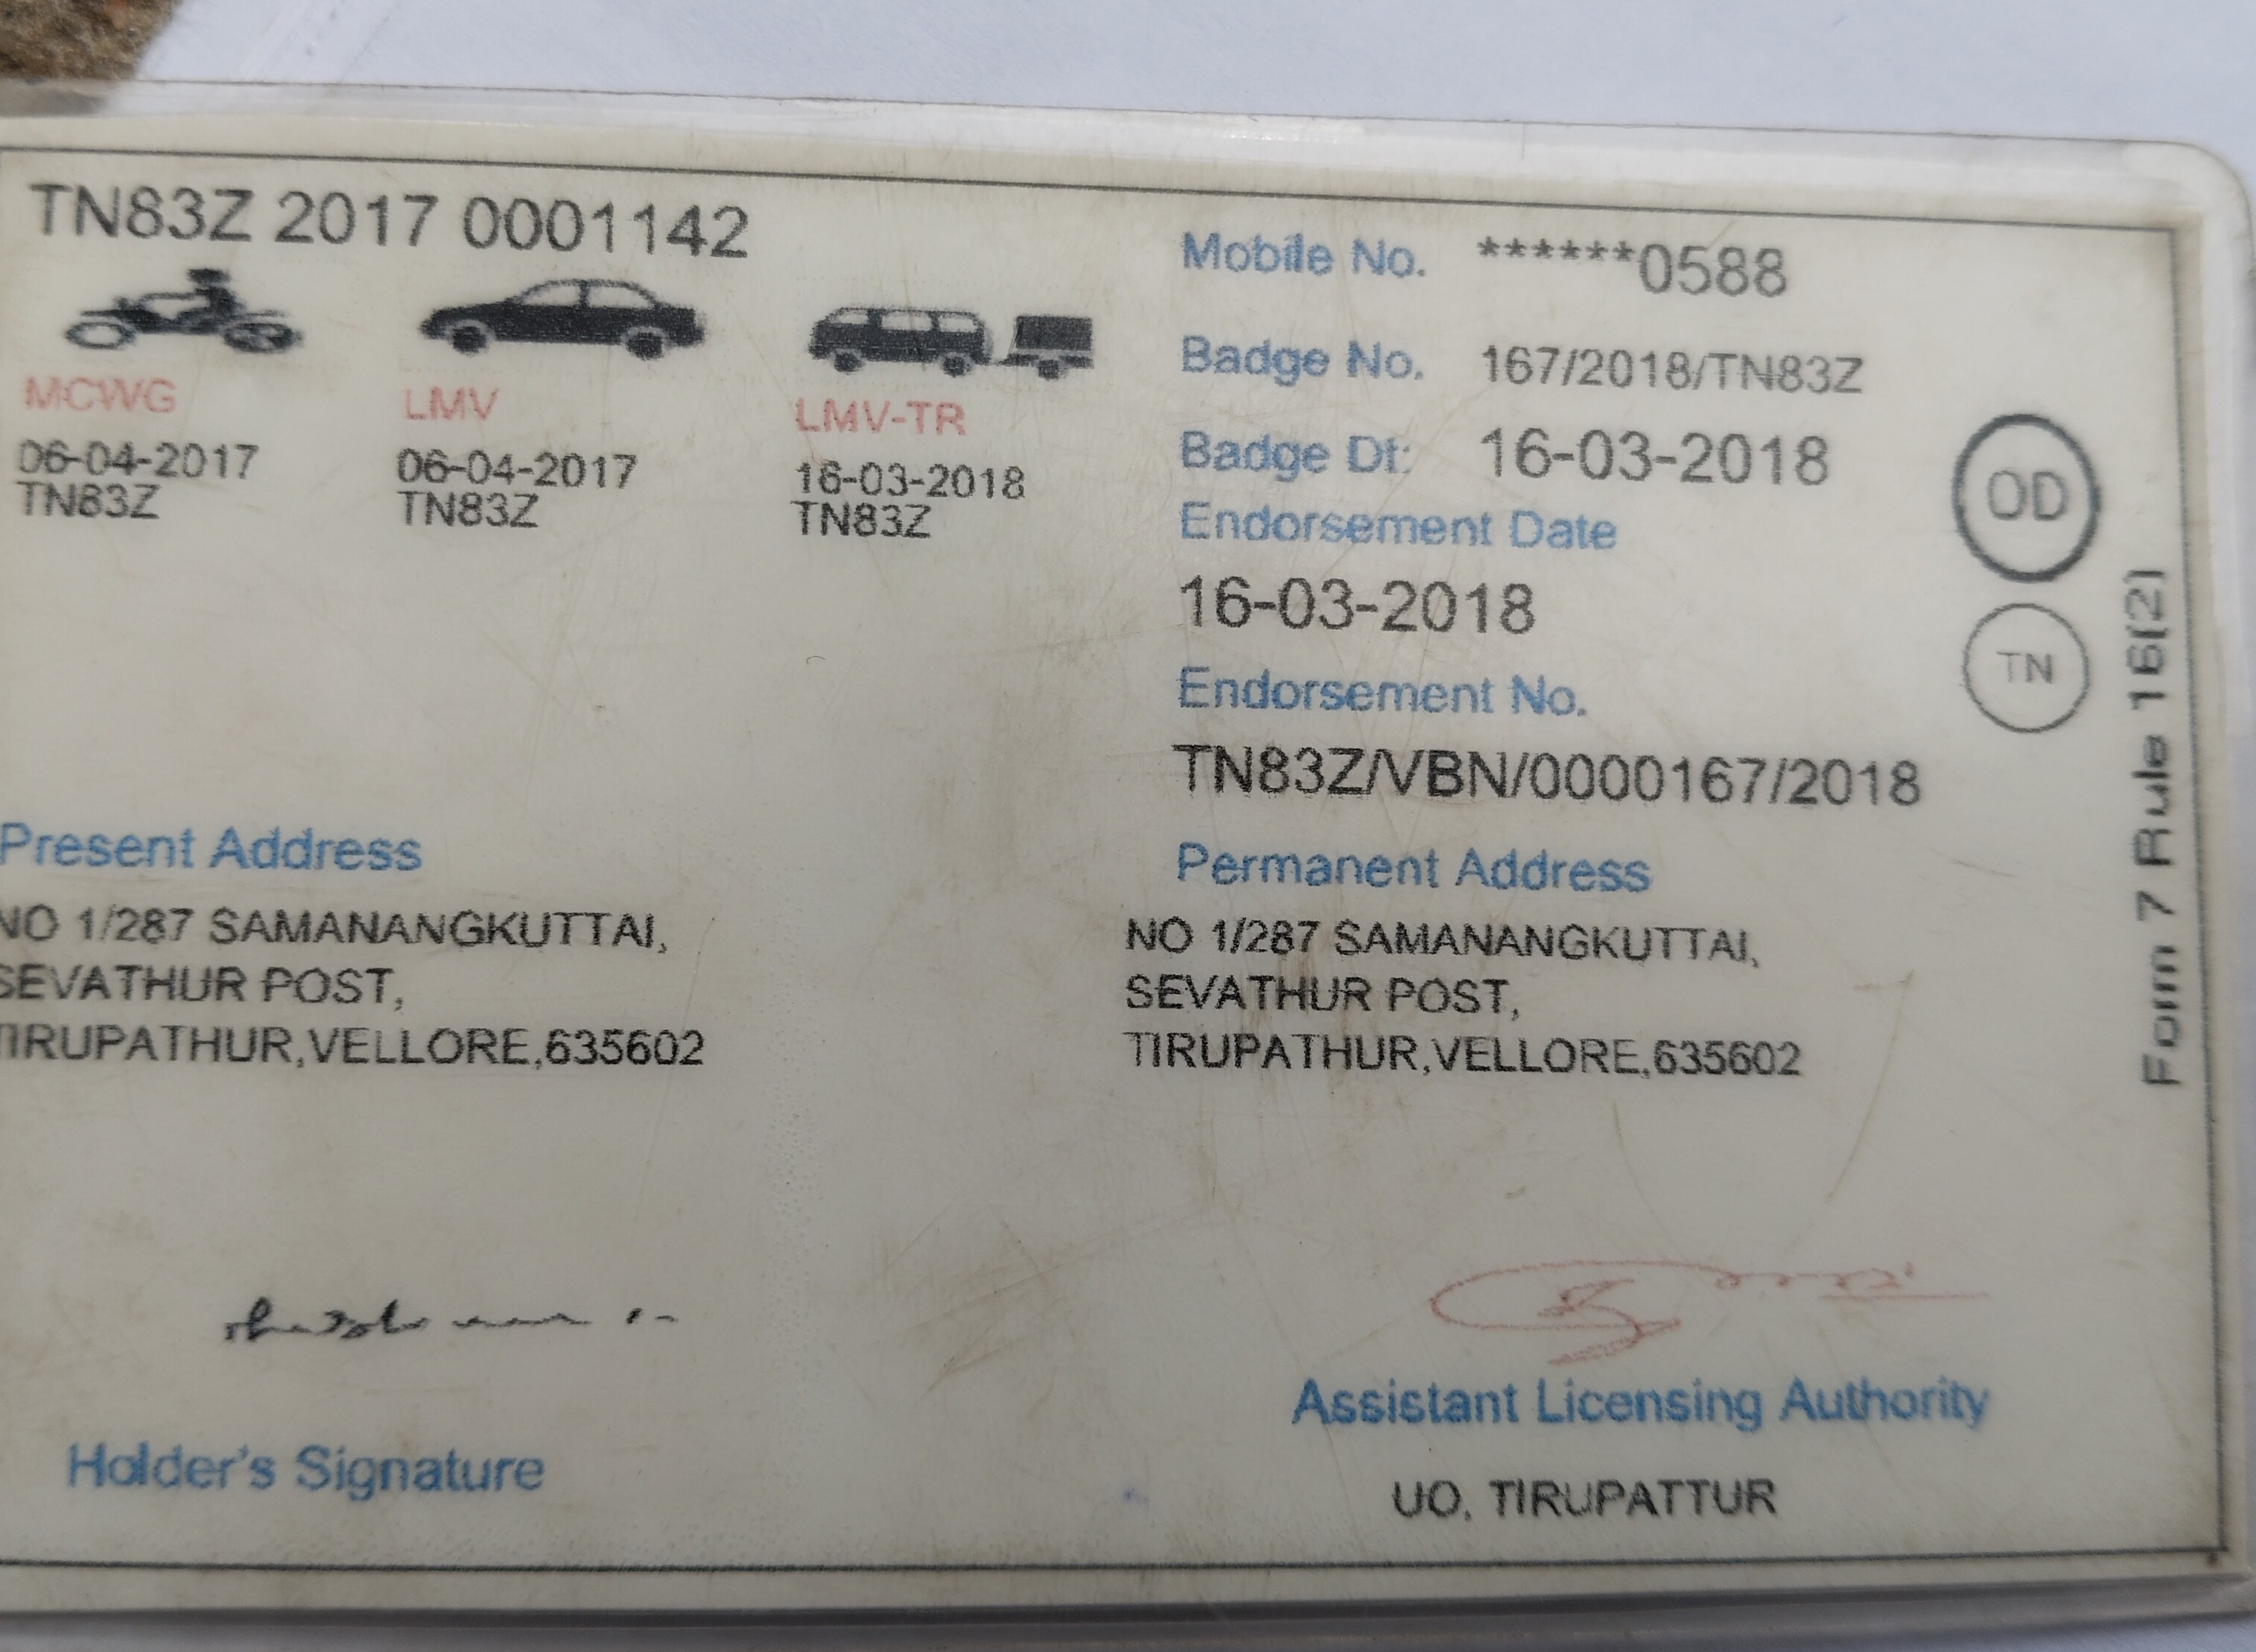 TN83Z 2017 0001142
MCWG
06-04-2017
TN83Z
LMV
06-04-2017
TN83Z
LMV-TR
16-03-2018
TN83Z
Mobile No. ******0588
Badge No. 167/2018/TN83Z
Badge Dt: 16-03-2018
Endorsement Date
16-03-2018
Endorsement No.
TN83Z/VBN/0000167/2018
OD
TN
Form 7 Rule 16(2)
Present Address
NO 1/287 SAMANANGKUTTAI,
SEVATHUR POST,
TIRUPATHUR,VELLORE,635602
Permanent Address
NO 1/287 SAMANANGKUTTAI,
SEVATHUR POST,
TIRUPATHUR,VELLORE,635602
Holder's Signature
Assistant Licensing Authority
UO, TIRUPATTUR